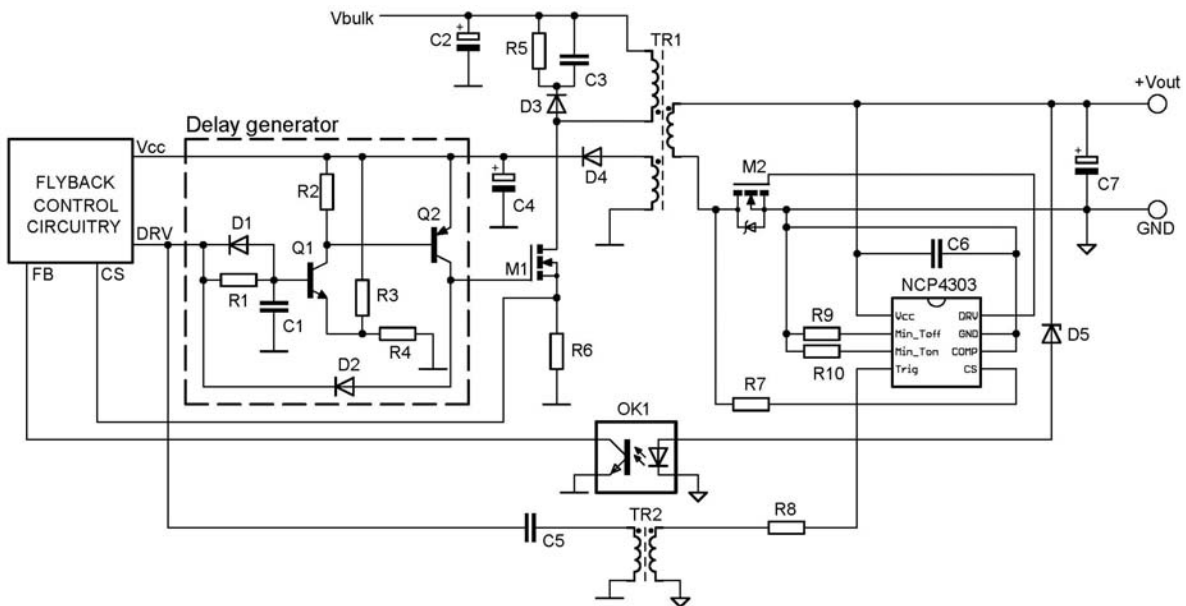 Vbulk
C2
+
R5
C3
TR1
D3
+Vout
Delay generator
Vcc
FLYBACK
CONTROL
CIRCUITRY
DRV
FB
CS
R2
Q2
+
C4
D4
M2
+
C7
GND
D1
Q1
R1
C1
R3
R4
D2
M1
R6
C6
NCP4303
R9
R10
R7
Vcc
DRV
Min_Toff
GND
Min_Ton
COMP
Trig
CS
D5
OK1
TR2
C5
R8